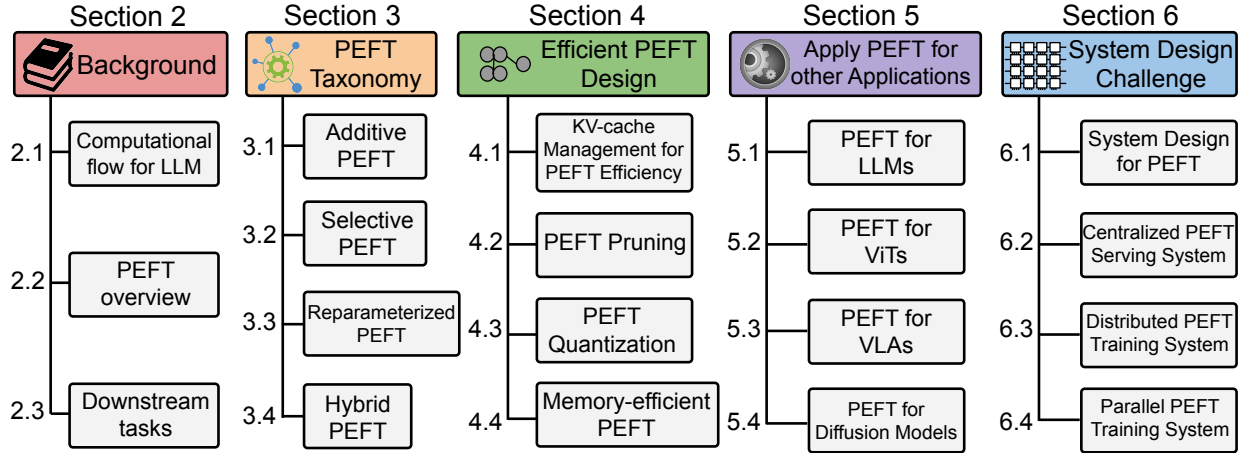 Section 2
Background
2.1
Computational
flow for LLM
2.2
PEFT
overview
2.3
Downstream
tasks
Section 3
PEFT
Taxonomy
3.1
Additive
PEFT
3.2
Selective
PEFT
3.3
Reparameterized
PEFT
3.4
Hybrid
PEFT
Section 4
Efficient PEFT
Design
4.1
KV-cache
Management for
PEFT Efficiency
4.2
PEFT Pruning
4.3
PEFT
Quantization
4.4
Memory-efficient
PEFT
Section 5
Apply PEFT for
other Applications
5.1
PEFT for
LLMs
5.2
PEFT for
ViTs
5.3
PEFT for
VLAs
5.4
PEFT for
Diffusion Models
Section 6
System Design
Challenge
6.1
System Design
for PEFT
6.2
Centralized PEFT
Serving System
6.3
Distributed PEFT
Training System
6.4
Parallel PEFT
Training System